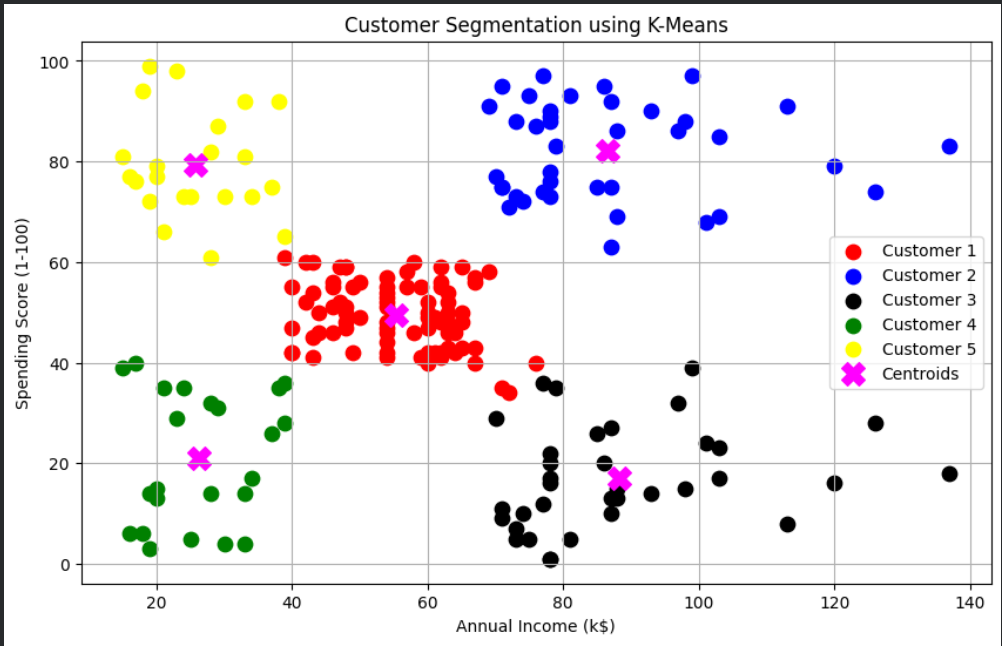 Customer Segmentation using K-Means
100
80
60
40
20
0
Spending Score (1-100)
Customer 1
Customer 2
Customer 3
Customer 4
Customer 5
Centroids
20 40 60 80 100 120 140
Annual Income (k$)